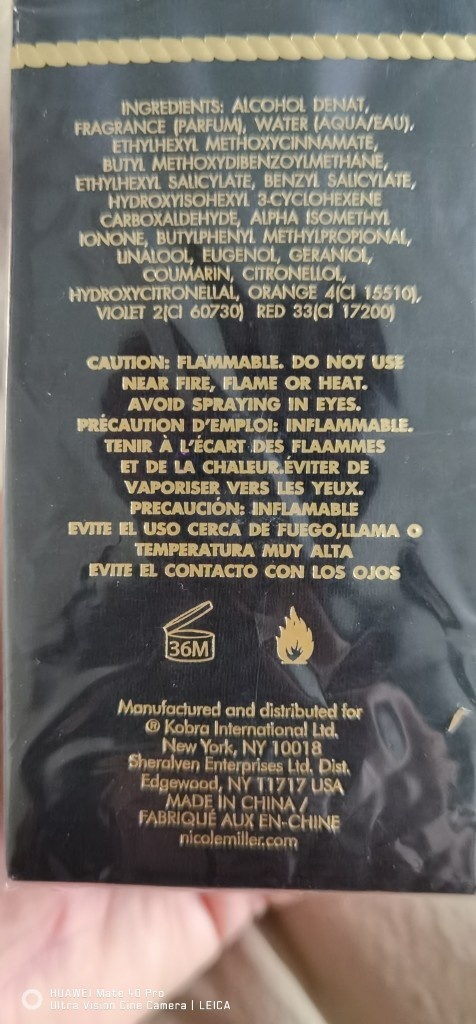 INGREDIENTS: ALCOHOL DENAT,
FRAGRANCE (PARFUM), WATER (AQUA/EAU),
ETHYLHEXYL METHOXYCINNAMATE,
BUTYL METHOXYDIBENZOYLMETHANE,
ETHYLHEXYL SALICYLATE, BENZYL SALICYLATE,
HYDROXYISOHEXYL 3-CYCLOHEXENE
CARBOXALDEHYDE, ALPHA ISOMETHYL
IONONE, BUTYLPHENYL METHYLPROPIONAL,
LINALOOL, EUGENOL, GERANIOL,
COUMARIN, CITRONELLOL,
HYDROXYCITRONELLAL, ORANGE 4(CI 15510),
VIOLET 2(CI 60730) RED 33(CI 17200)
CAUTION: FLAMMABLE. DO NOT USE
NEAR FIRE, FLAME OR HEAT.
AVOID SPRAYING IN EYES.
PRÉCAUTION D'EMPLOI: INFLAMMABLE.
TENIR À L'ÉCART DES FLAAMMES
ET DE LA CHALEUR.ÉVITER DE
VAPORISER VERS LES YEUX.
PRECAUCIÓN: INFLAMABLE
EVITE EL USO CERCA DE FUEGO,LLAMA O
TEMPERATURA MUY ALTA
EVITE EL CONTACTO CON LOS OJOS
36M
Manufactured and distributed for
® Kobra International Ltd.
New York, NY 10018
Sheralven Enterprises Ltd, Dist.
Edgewood, NY 11717 USA
MADE IN CHINA /
FABRIQUÉ AUX EN-CHINE
nicolemiller.com
HUAWEI Mate 40 Pro
Ultra Vision Cine Camera | LEICA